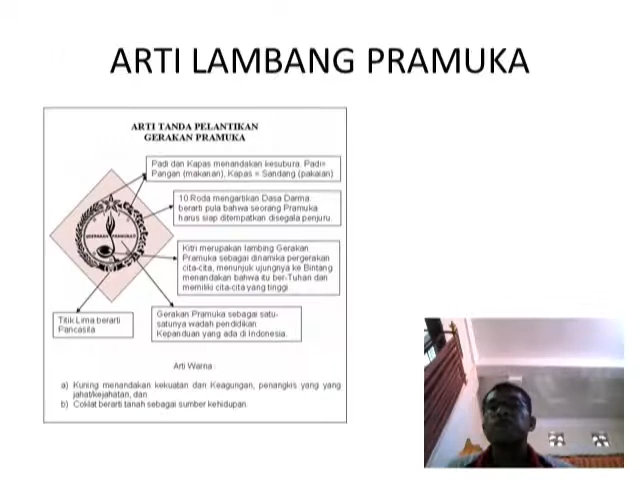 ARTI LAMBANG PRAMUKA
ARTI TANDA PELANTIKAN
GERAKAN PRAMUKA
Padi dan Kapas menandakan kesubura. Padi=
Pangan (makanan), Kapas = Sandang (pakaian)
10 Roda mengartikan Dasa Darma.
berarti pula bahwa seorang Pramuka
harus siap ditempatkan disegala penjuru.
Kitri merupakan lambing Gerakan
Pramuka sebagai dinamika pergerakan
cita-cita, menunjuk ujungnya ke Bintang
menandakan bahwa itu ber-Tuhan dan
memiliki cita-cita yang tinggi
GERAKAN PRAMUKA
Titik Lima berarti
Pancasila
Gerakan Pramuka sebagai satu-
satunya wadah pendidikan
Kepanduan yang ada di Indonesia.
Arti Warna
a) Kuning menandakan kekuatan dan Keagungan, penangkis yang yang
jahat/kejahatan, dan
b) Coklat berarti tanah sebagai sumber kehidupan.